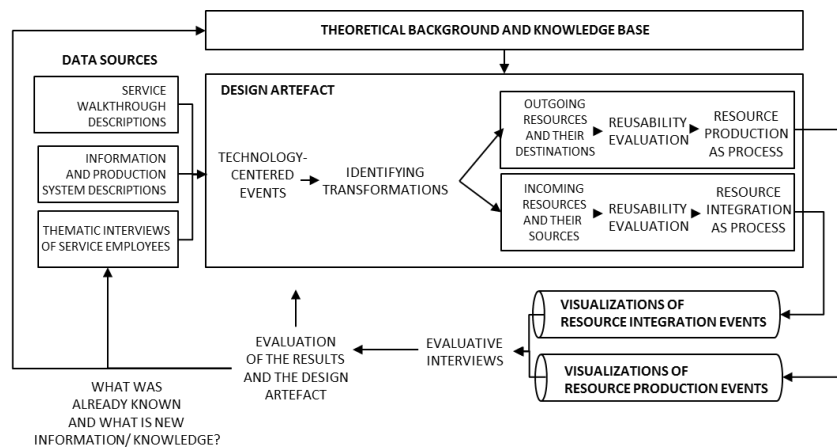 THEORETICAL BACKGROUND AND KNOWLEDGE BASE
DATA SOURCES
SERVICE
WALKTHROUGH
DESCRIPTIONS
INFORMATION
AND PRODUCTION
SYSTEM DESCRIPTIONS
THEMATIC INTERVIEWS
OF SERVICE EMPLOYEES
DESIGN ARTEFACT
TECHNOLOGY-
CENTERED
EVENTS
IDENTIFYING
TRANSFORMATIONS
OUTGOING
RESOURCES
AND THEIR
DESTINATIONS
REUSABILITY
EVALUATION
RESOURCE
PRODUCTION
AS PROCESS
INCOMING
RESOURCES
AND THEIR
SOURCES
REUSABILITY
EVALUATION
RESOURCE
INTEGRATION
AS PROCESS
VISUALIZATIONS OF
RESOURCE INTEGRATION EVENTS
VISUALIZATIONS OF
RESOURCE PRODUCTION EVENTS
EVALUATIVE
INTERVIEWS
EVALUATION
OF THE RESULTS
AND THE DESIGN
ARTEFACT
WHAT WAS
ALREADY KNOWN
AND WHAT IS NEW
INFORMATION/ KNOWLEDGE?